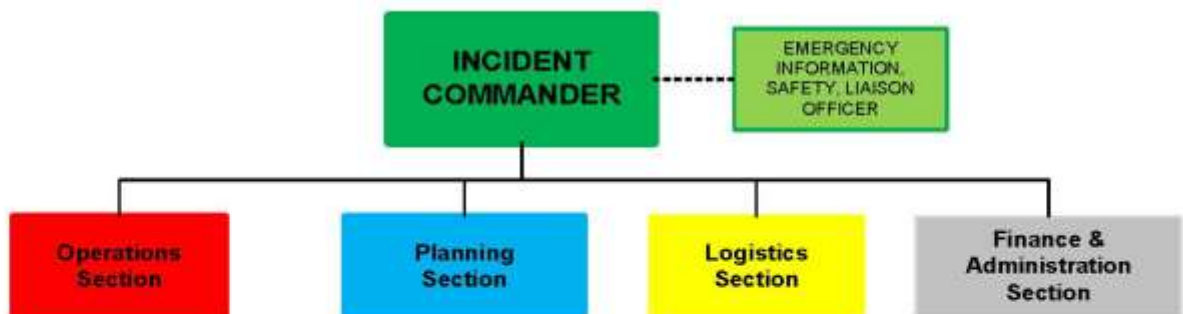 INCIDENT
COMMANDER
EMERGENCY
INFORMATION,
SAFETY, LIAISON
OFFICER
Operations
Section
Planning
Section
Logistics
Section
Finance &
Administration
Section